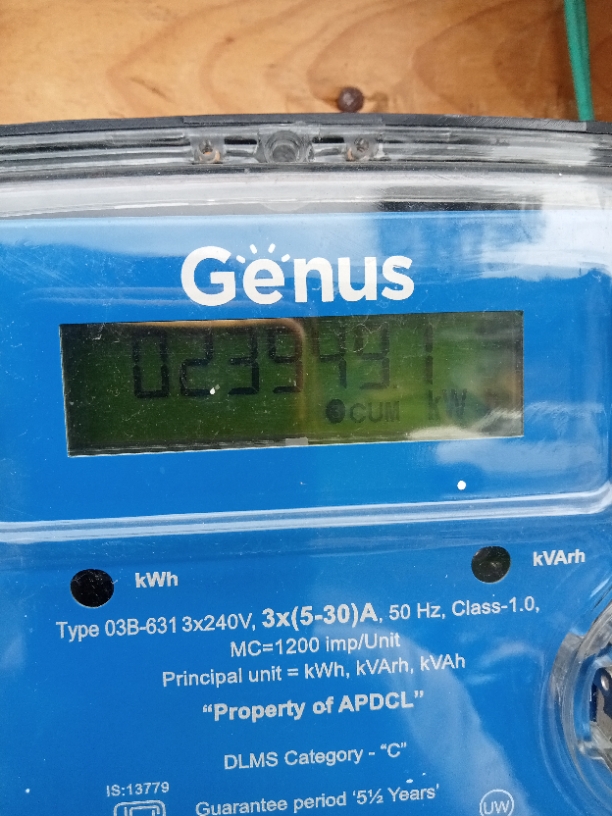 Genus
023949.1
CUM kW
kWh
kVArh
Type 03B-631 3x240V, 3x(5-30)A, 50 Hz, Class-1.0,
MC=1200 imp/Unit
Principal unit = kWh, kVArh, kVAh
“Property of APDCL”
DLMS Category - “C”
IS:13779
Guarantee period ‘5½ Years’
UW